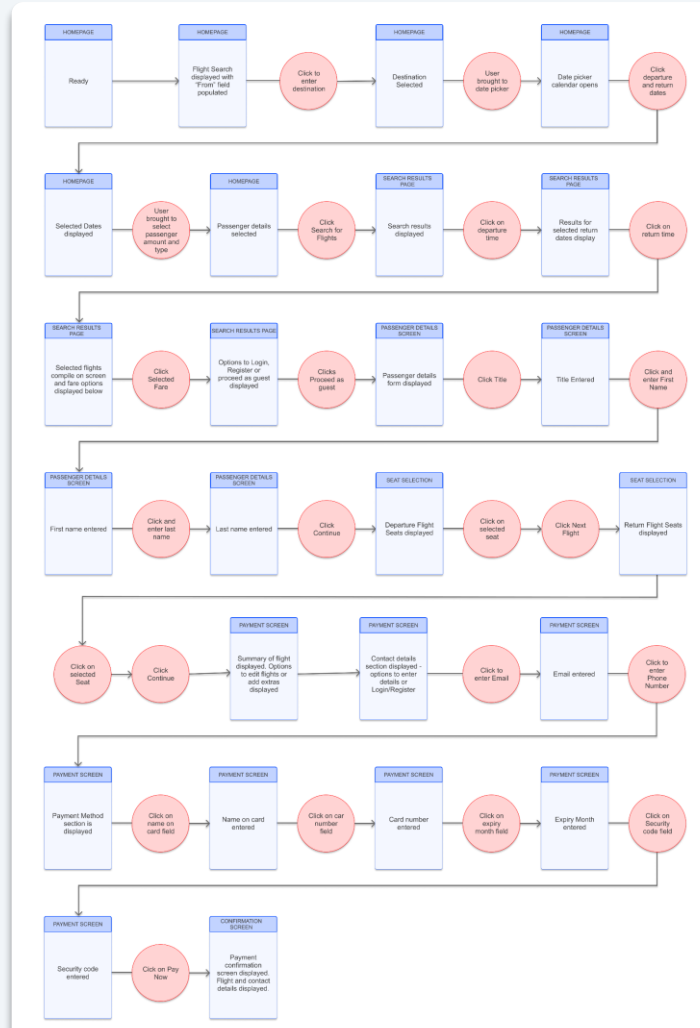 HOMEPAGE
Ready
HOMEPAGE
Flight Search
displayed with
"From" field
populated
Click to
enter
destination
HOMEPAGE
Destination
Selected
User
brought to
date picker
HOMEPAGE
Date picker
calendar opens
Click
departure
and return
dates
HOMEPAGE
Selected Dates
displayed
User
brought to
select
passenger
amount and
type
HOMEPAGE
Passenger details
selected
Click
Search for
Flights
SEARCH RESULTS
PAGE
Search results
displayed
Click on
departure
time
SEARCH RESULTS
PAGE
Results for
selected return
dates display
Click on
return time
SEARCH RESULTS
PAGE
Selected flights
compile on screen
and fare options
displayed below
Click
Selected
Fare
SEARCH RESULTS PAGE
Options to Login,
Register or
proceed as guest
displayed
Clicks
Proceed as
guest
PASSENGER DETAILS
SCREEN
Passenger details
form displayed
Click Title
PASSENGER DETAILS
SCREEN
Title Entered
Click and
enter First
Name
PASSENGER DETAILS
SCREEN
First name entered
Click and
enter last
name
PASSENGER DETAILS
SCREEN
Last name entered
Click
Continue
SEAT SELECTION
Departure Flight
Seats displayed
Click on
selected
seat
Click Next
Flight
SEAT SELECTION
Return Flight Seats
displayed
Click on
selected
Seat
Click
Continue
PAYMENT SCREEN
Summary of flight
displayed. Options
to edit flights or
add extras
displayed
PAYMENT SCREEN
Contact details
section displayed -
options to enter
details or
Login/Register
Click to
enter Email
PAYMENT SCREEN
Email entered
Click to
enter
Phone
Number
PAYMENT SCREEN
Payment Method
section is
displayed
Click on
name on
card field
PAYMENT SCREEN
Name on card
entered
Click on car
number
field
PAYMENT SCREEN
Card number
entered
Click on
expiry
month field
PAYMENT SCREEN
Expiry Month
entered
Click on
Security
code field
PAYMENT SCREEN
Security code
entered
Click on Pay
Now
CONFIRMATION
SCREEN
Payment
confirmation
screen displayed.
Flight and contact
details displayed.